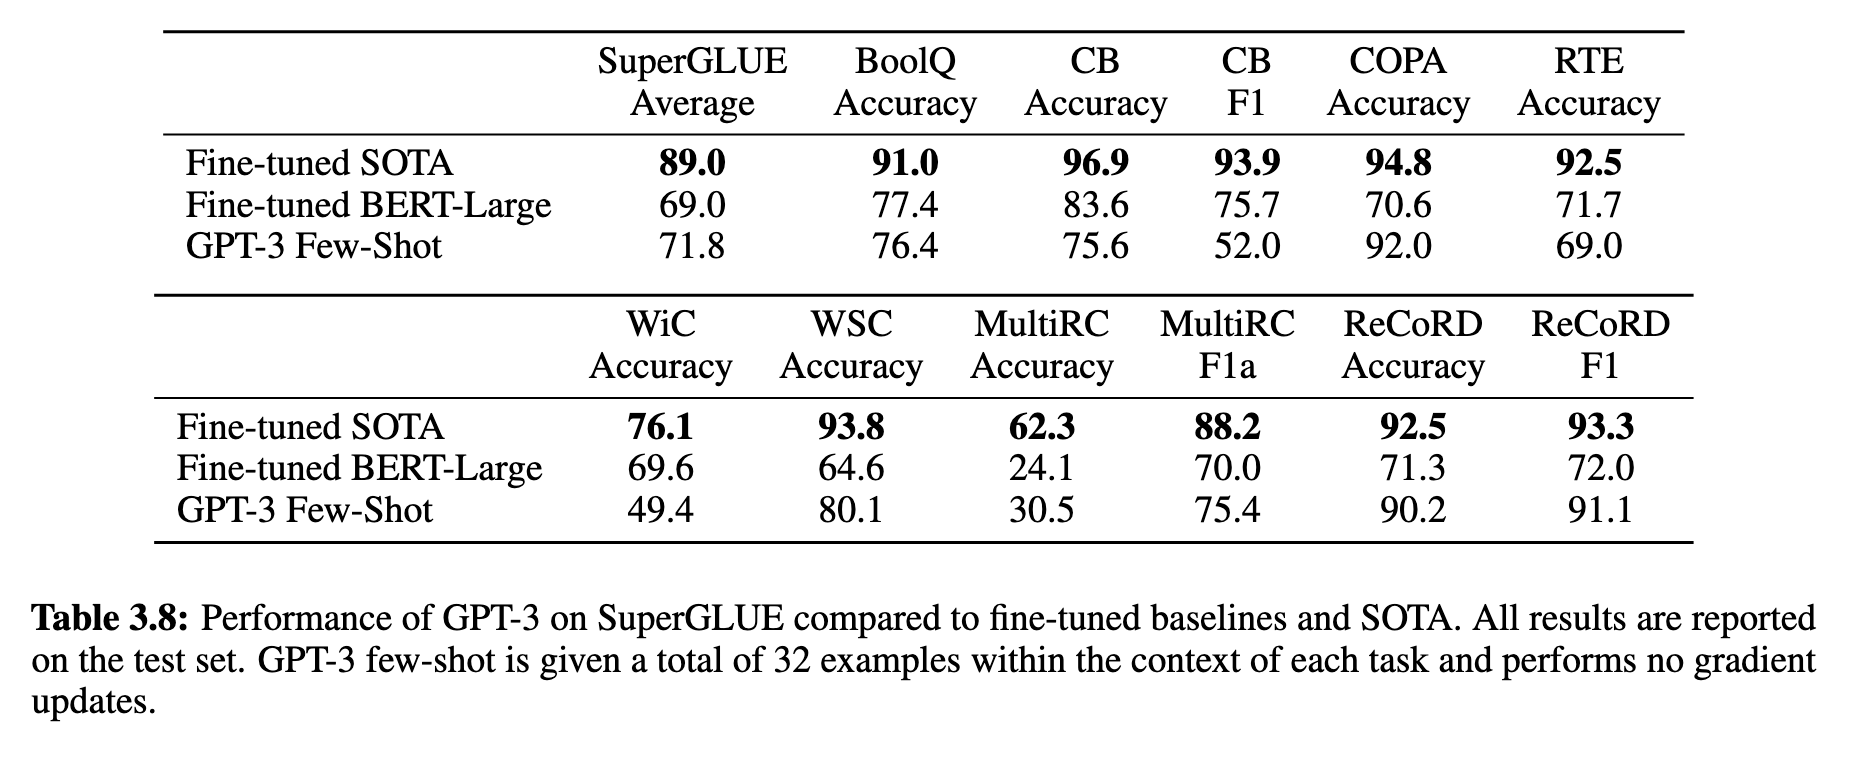 SuperGLUE BoolQ CB CB COPA RTE
Average Accuracy Accuracy F1 Accuracy Accuracy
Fine-tuned SOTA 89.0 91.0 96.9 93.9 94.8 92.5
Fine-tuned BERT-Large 69.0 77.4 83.6 75.7 70.6 71.7
GPT-3 Few-Shot 71.8 76.4 75.6 52.0 92.0 69.0
WiC WSC MultiRC MultiRC ReCoRD ReCoRD
Accuracy Accuracy Accuracy F1a Accuracy F1
Fine-tuned SOTA 76.1 93.8 62.3 88.2 92.5 93.3
Fine-tuned BERT-Large 69.6 64.6 24.1 70.0 71.3 72.0
GPT-3 Few-Shot 49.4 80.1 30.5 75.4 90.2 91.1
Table 3.8: Performance of GPT-3 on SuperGLUE compared to fine-tuned baselines and SOTA. All results are reported
on the test set. GPT-3 few-shot is given a total of 32 examples within the context of each task and performs no gradient
updates.